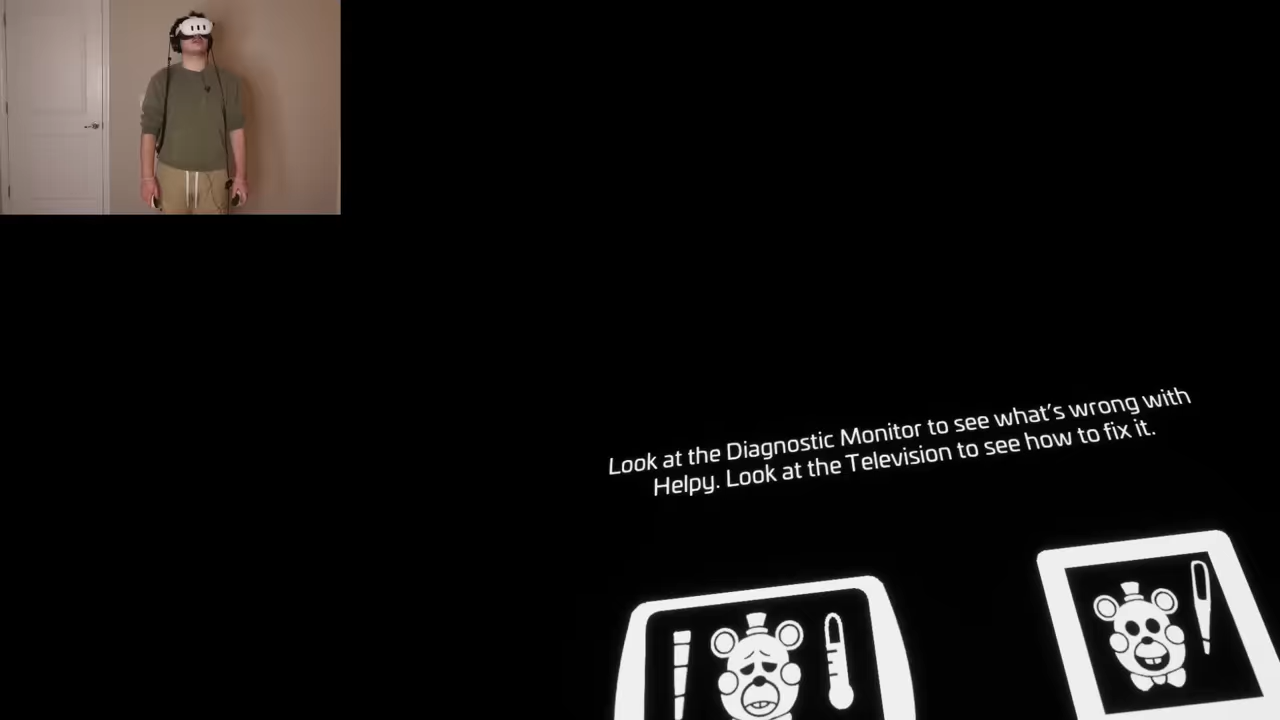 Look at the Diagnostic Monitor to see what's wrong with
Helpy. Look at the Television to see how to fix it.